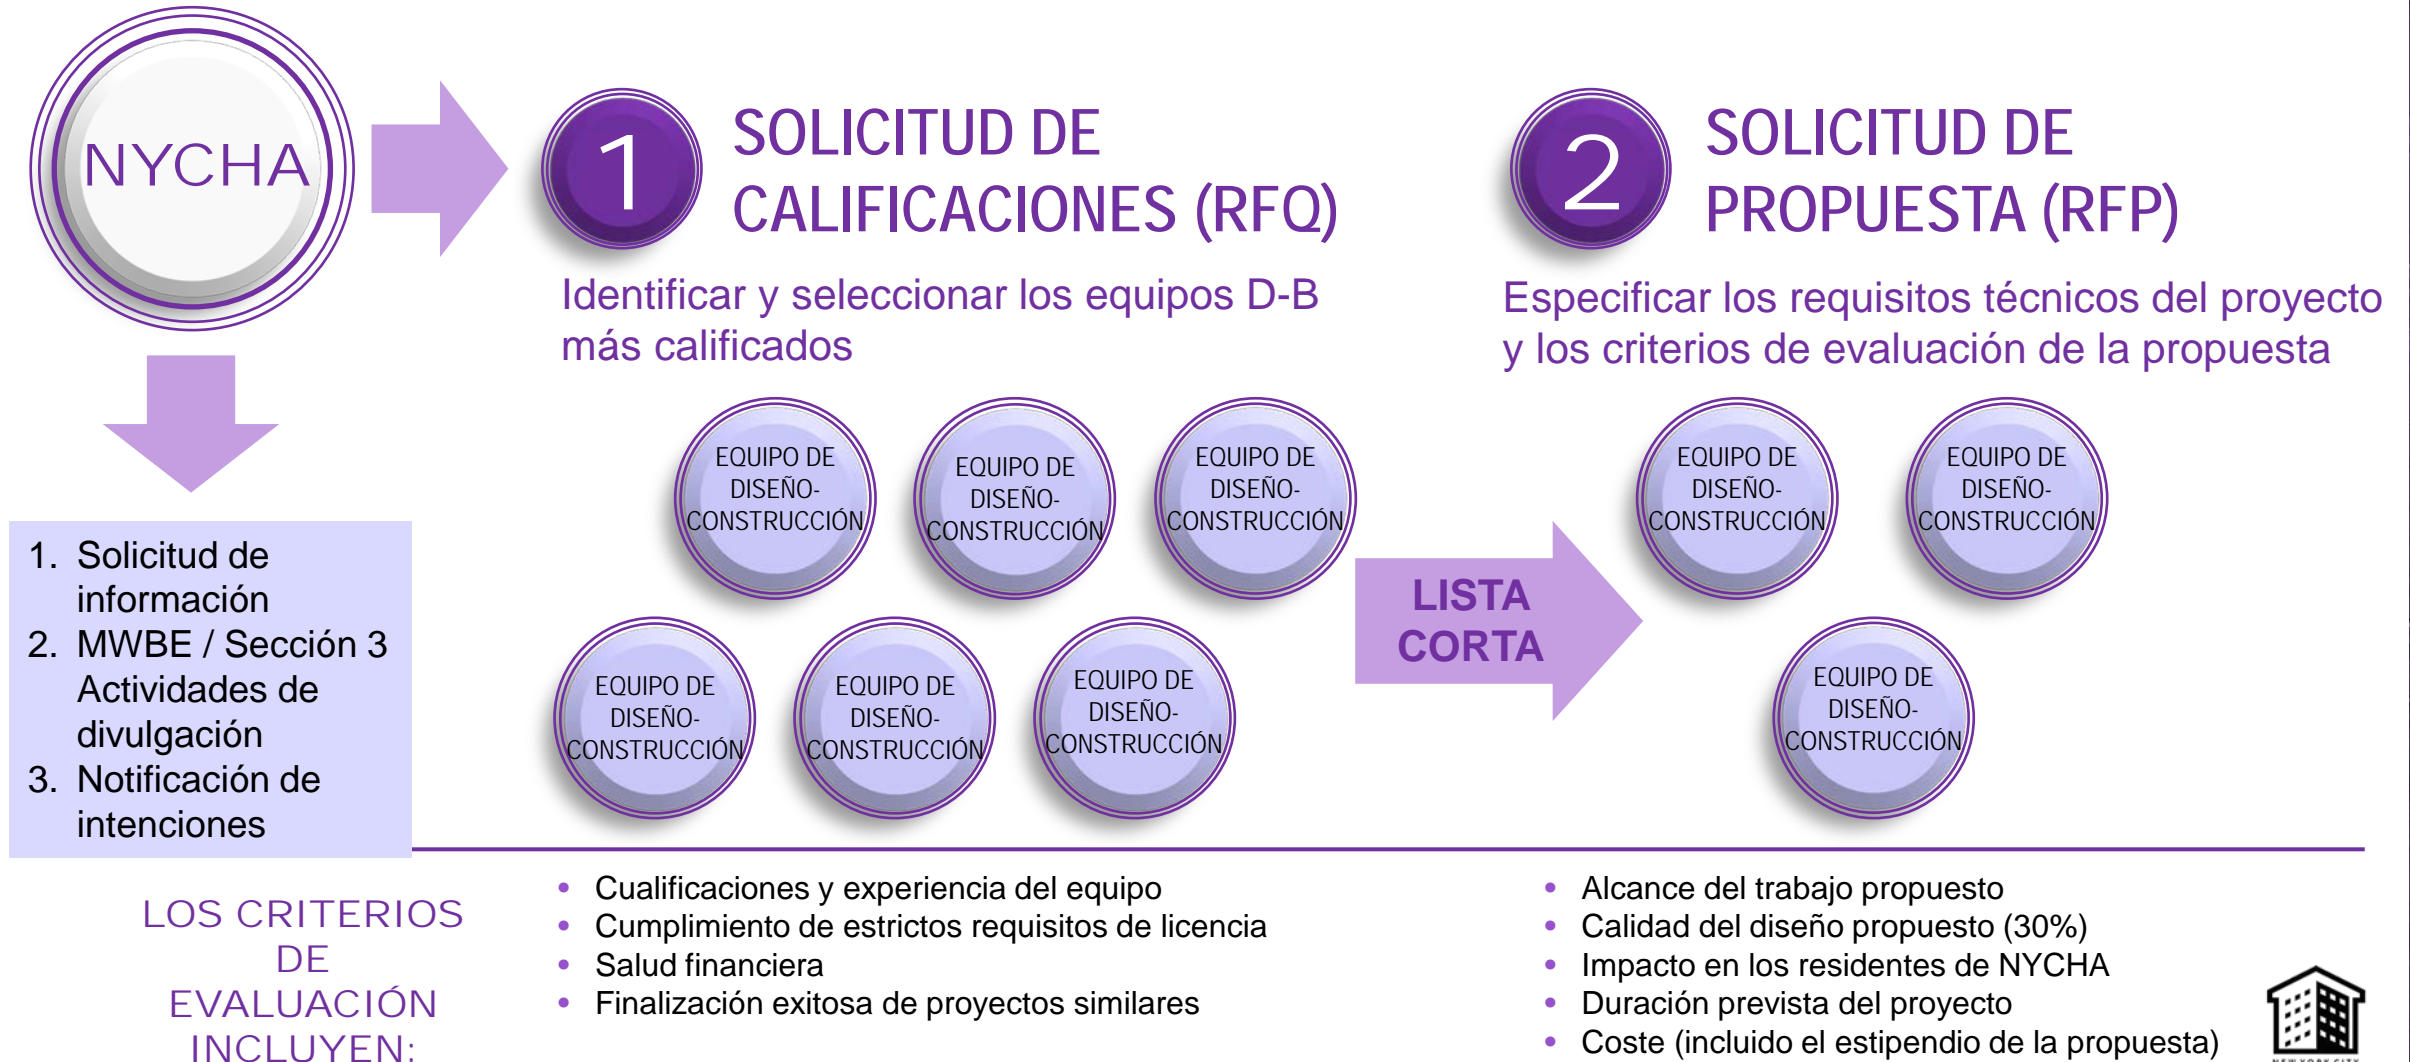 NYCHA
1
SOLICITUD DE
CALIFICACIONES (RFQ)
Identificar y seleccionar los equipos D-B
más calificados
2
SOLICITUD DE
PROPUESTA (RFP)
Especificar los requisitos técnicos del proyecto
y los criterios de evaluación de la propuesta
1. Solicitud de
información
2. MWBE / Sección 3
Actividades de
divulgación
3. Notificación de
intenciones
EQUIPO DE
DISEÑO-
CONSTRUCCIÓN
EQUIPO DE
DISEÑO-
CONSTRUCCIÓN
EQUIPO DE
DISEÑO-
CONSTRUCCIÓN
EQUIPO DE
DISEÑO-
CONSTRUCCIÓN
EQUIPO DE
DISEÑO-
CONSTRUCCIÓN
EQUIPO DE
DISEÑO-
CONSTRUCCIÓN
LISTA
CORTA
EQUIPO DE
DISEÑO-
CONSTRUCCIÓN
EQUIPO DE
DISEÑO-
CONSTRUCCIÓN
EQUIPO DE
DISEÑO-
CONSTRUCCIÓN
LOS CRITERIOS
DE
EVALUACIÓN
INCLUYEN:
• Cualificaciones y experiencia del equipo
• Cumplimiento de estrictos requisitos de licencia
• Salud financiera
• Finalización exitosa de proyectos similares
• Alcance del trabajo propuesto
• Calidad del diseño propuesto (30%)
• Impacto en los residentes de NYCHA
• Duración prevista del proyecto
• Coste (incluido el estipendio de la propuesta)
NEW YORK CITY